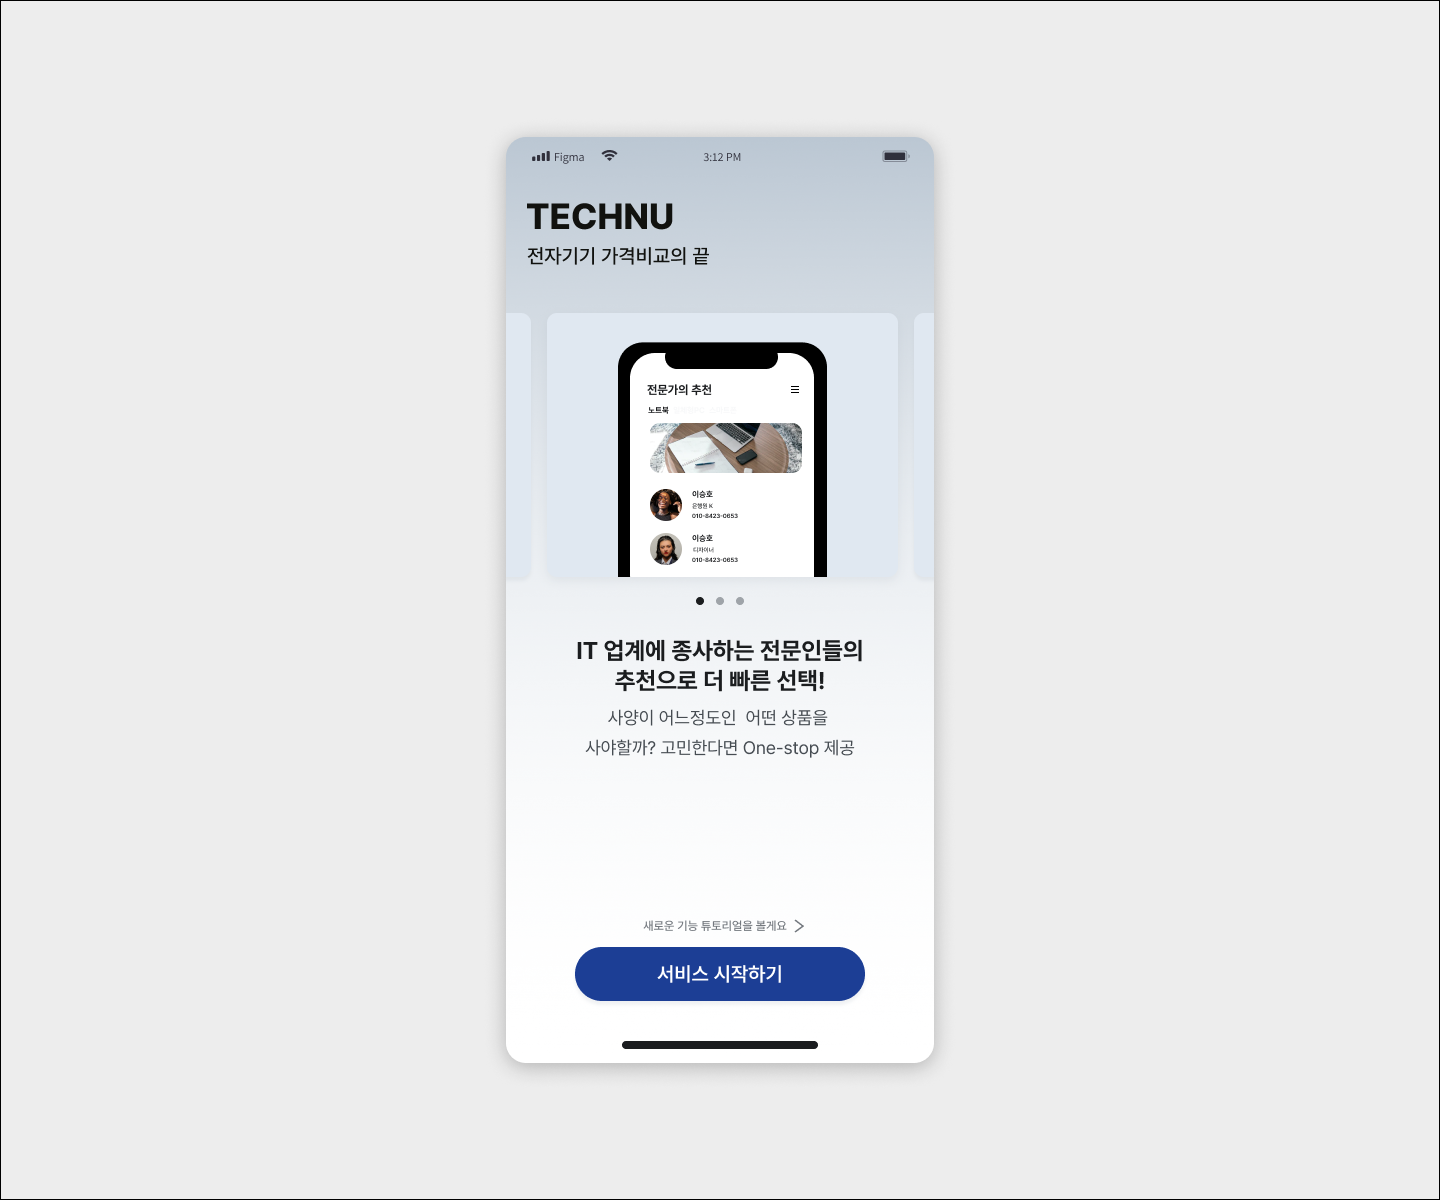 Figma
3:12 PM
TECHNU
전자기기 가격비교의 끝
전문가의 추천
노트북
이승호
은행원 K
010-8423-0653
이승호
디자이너
010-8423-0653
IT 업계에 종사하는 전문인들의
추천으로 더 빠른 선택!
사양이 어느정도인 어떤 상품을
사야할까? 고민한다면 One-stop 제공
새로운 기능 튜토리얼을 볼게요
서비스 시작하기